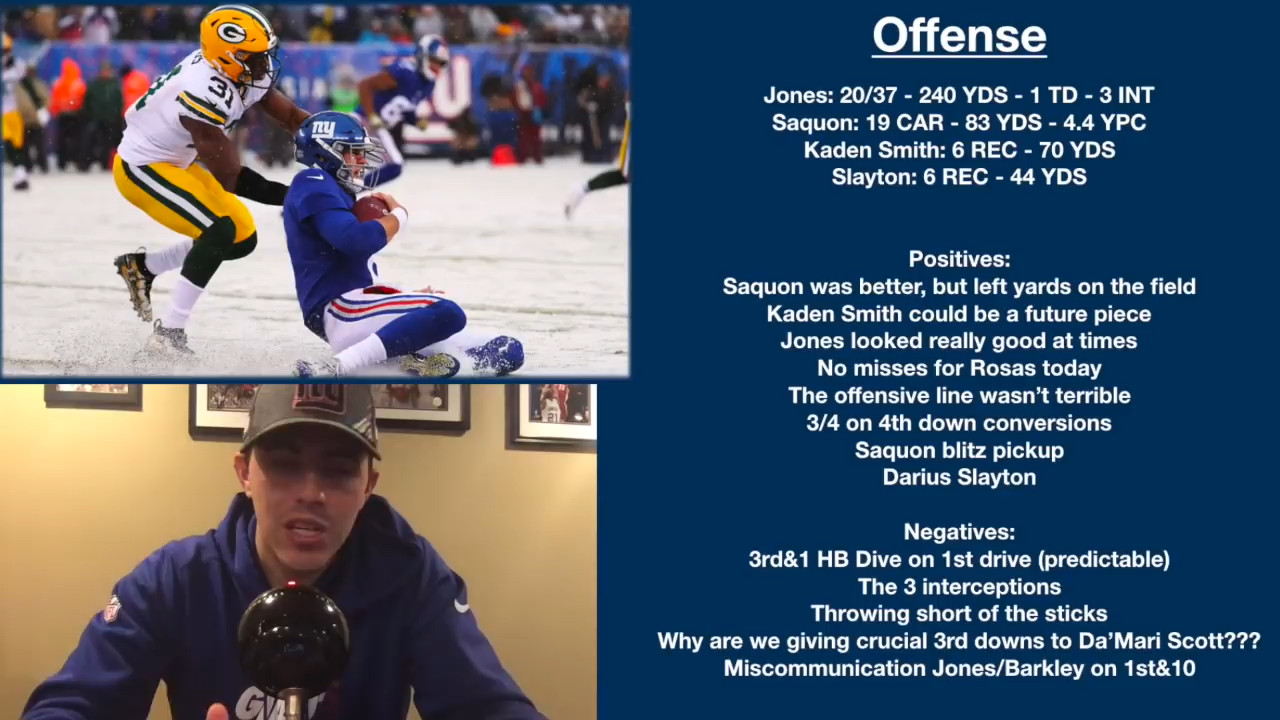 Offense
Jones: 20/37 - 240 YDS - 1 TD - 3 INT
Saquon: 19 CAR - 83 YDS - 4.4 YPC
Kaden Smith: 6 REC - 70 YDS
Slayton: 6 REC - 44 YDS
Positives:
Saquon was better, but left yards on the field
Kaden Smith could be a future piece
Jones looked really good at times
No misses for Rosas today
The offensive line wasn’t terrible
3/4 on 4th down conversions
Saquon blitz pickup
Darius Slayton
Negatives:
3rd&1 HB Dive on 1st drive (predictable)
The 3 interceptions
Throwing short of the sticks
Why are we giving crucial 3rd downs to Da’Mari Scott???
Miscommunication Jones/Barkley on 1st&10
G
31
ny